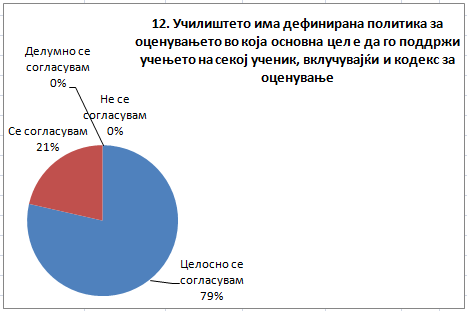 12. Училиштето има дефинирана политика за
оценувањето во која основна цел е да го поддржи
учењето на секој ученик, вклучувајќи и кодекс за
оценување
Делумно се
согласувам
0%
Не се
согласувам
0%
Се согласувам
21%
Целосно се
согласувам
79%